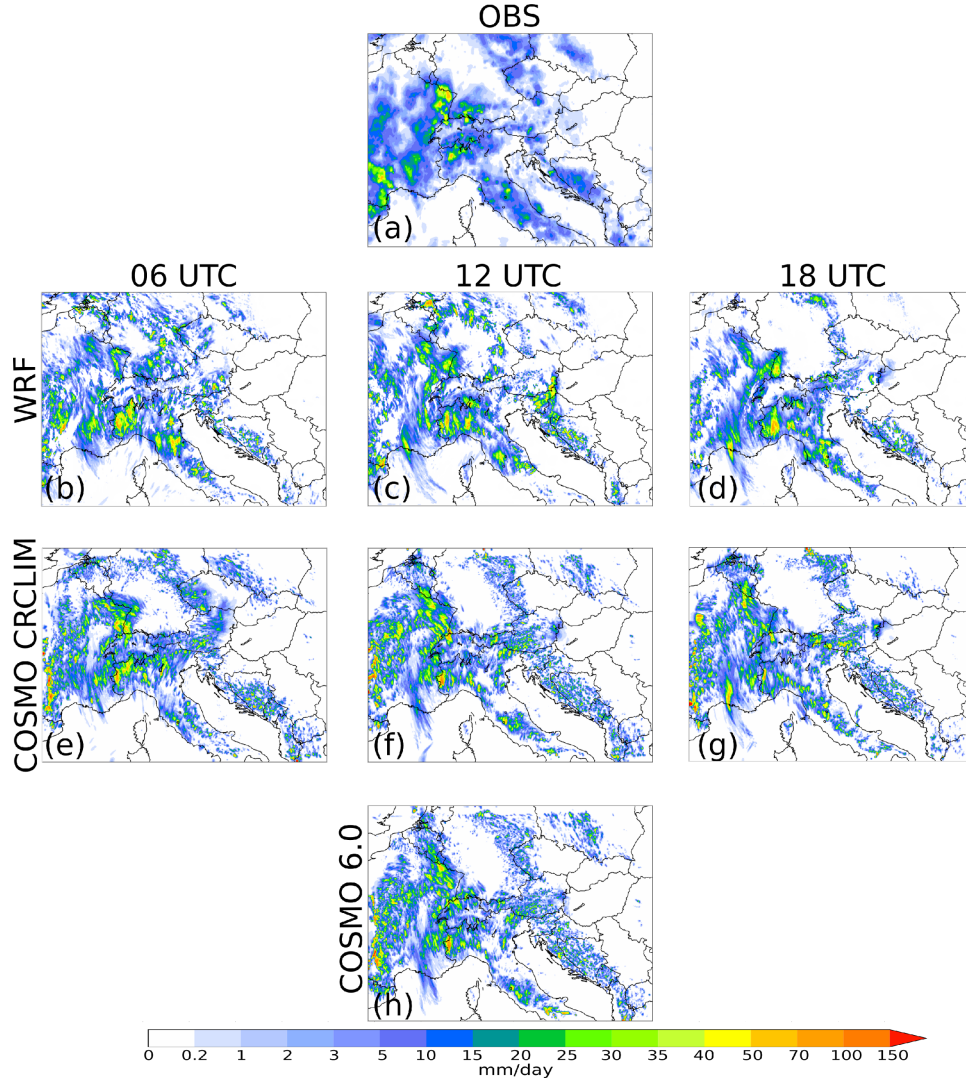 OBS
(a)
06 UTC
12 UTC
18 UTC
WRF
(b)
(c)
(d)
COSMO CRCLIM
(e)
(f)
(g)
COSMO 6.0
(h)
0 0.2 1 2 3 5 10 15 20 25 30 35 40 50 70 100 150
mm/day